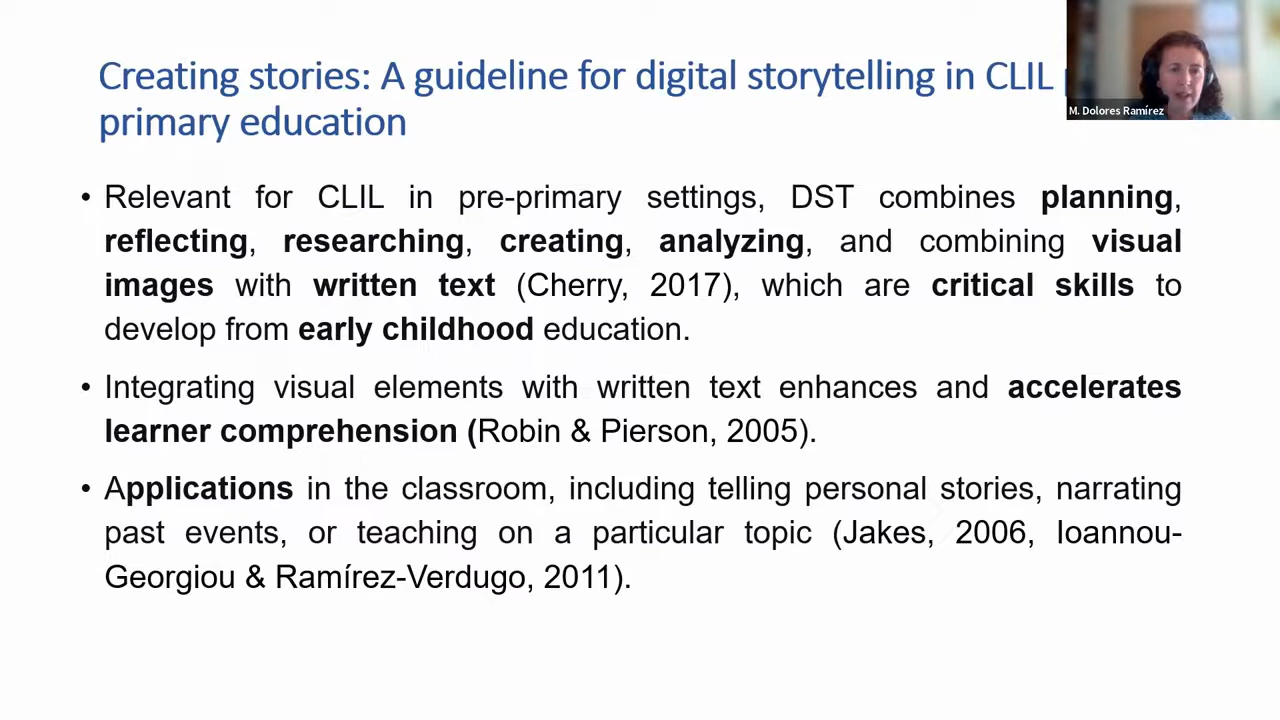 Creating stories: A guideline for digital storytelling in CLIL
primary education
M. Dolores Ramírez
• Relevant for CLIL in pre-primary settings, DST combines planning,
reflecting, researching, creating, analyzing, and combining visual
images with written text (Cherry, 2017), which are critical skills to
develop from early childhood education.
• Integrating visual elements with written text enhances and accelerates
learner comprehension (Robin & Pierson, 2005).
• Applications in the classroom, including telling personal stories, narrating
past events, or teaching on a particular topic (Jakes, 2006, Ioannou-
Georgiou & Ramírez-Verdugo, 2011).